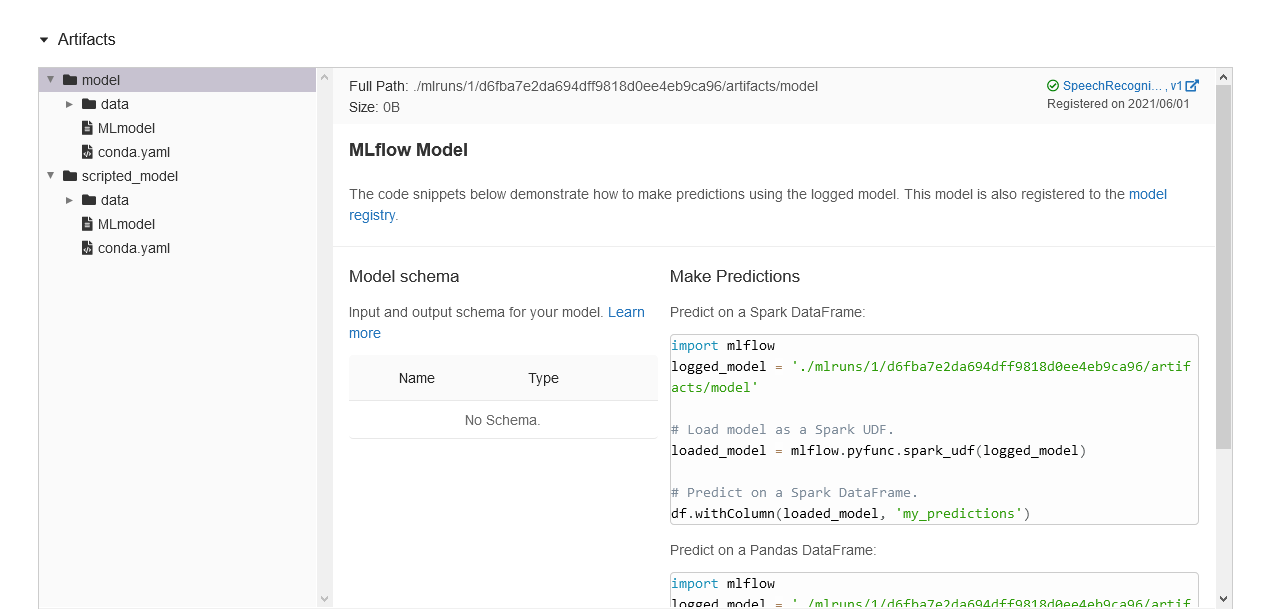 Artifacts
model
data
MLmodel
conda.yaml
scripted_model
data
MLmodel
conda.yaml
Full Path: ./mlruns/1/d6fba7e2da694dff9818d0ee4eb9ca96/artifacts/model
Size: 0B
SpeechRecogni... , v1
Registered on 2021/06/01
MLflow Model
The code snippets below demonstrate how to make predictions using the logged model. This model is also registered to the model
registry.
Model schema
Input and output schema for your model. Learn
more
Name Type
No Schema.
Make Predictions
Predict on a Spark DataFrame:
import mlflow
logged_model = './mlruns/1/d6fba7e2da694dff9818d0ee4eb9ca96/artif
acts/model'
# Load model as a Spark UDF.
loaded_model = mlflow.pyfunc.spark_udf(logged_model)
# Predict on a Spark DataFrame.
df.withColumn(loaded_model, 'my_predictions')
Predict on a Pandas DataFrame:
import mlflow
logged_model = './mlruns/1/d6fba7e2da694dff9818d0ee4eb9ca96/artif